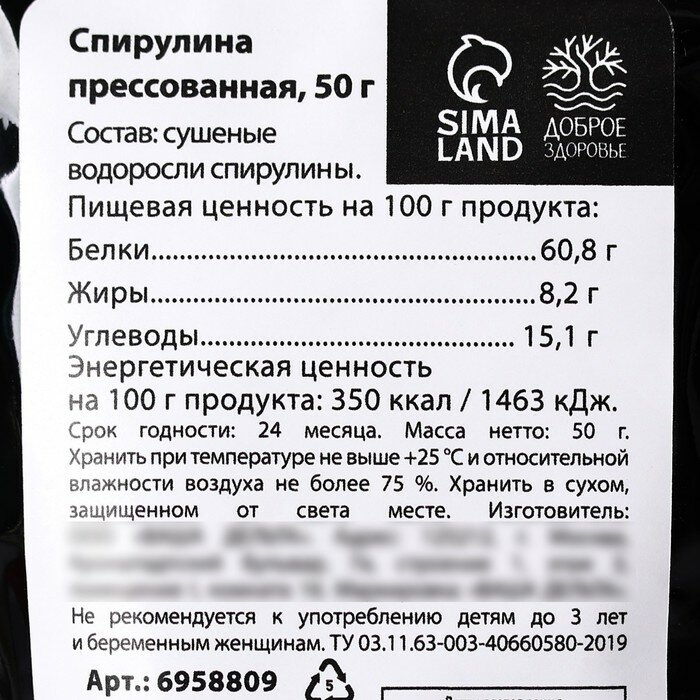 Спирулина
прессованная, 50 г
SIMA
LAND
ДОБРОЕ
ЗДОРОВЬЕ
Состав: сушеные
водоросли спирулины.
Пищевая ценность на 100 г продукта:
Белки........................................60,8 г
Жиры........................................8,2 г
Углеводы................................ 15,1 г
Энергетическая ценность
на 100 г продукта: 350 ккал / 1463 кДж.
Срок годности: 24 месяца. Масса нетто: 50 г.
Хранить при температуре не выше +25 °C и относительной
влажности воздуха не более 75 %. Хранить в сухом,
защищенном от света месте. Изготовитель:
Не рекомендуется к употреблению детям до 3 лет
и беременным женщинам. ТУ 03.11.63-003-40660580-2019
Арт.: 6958809
5